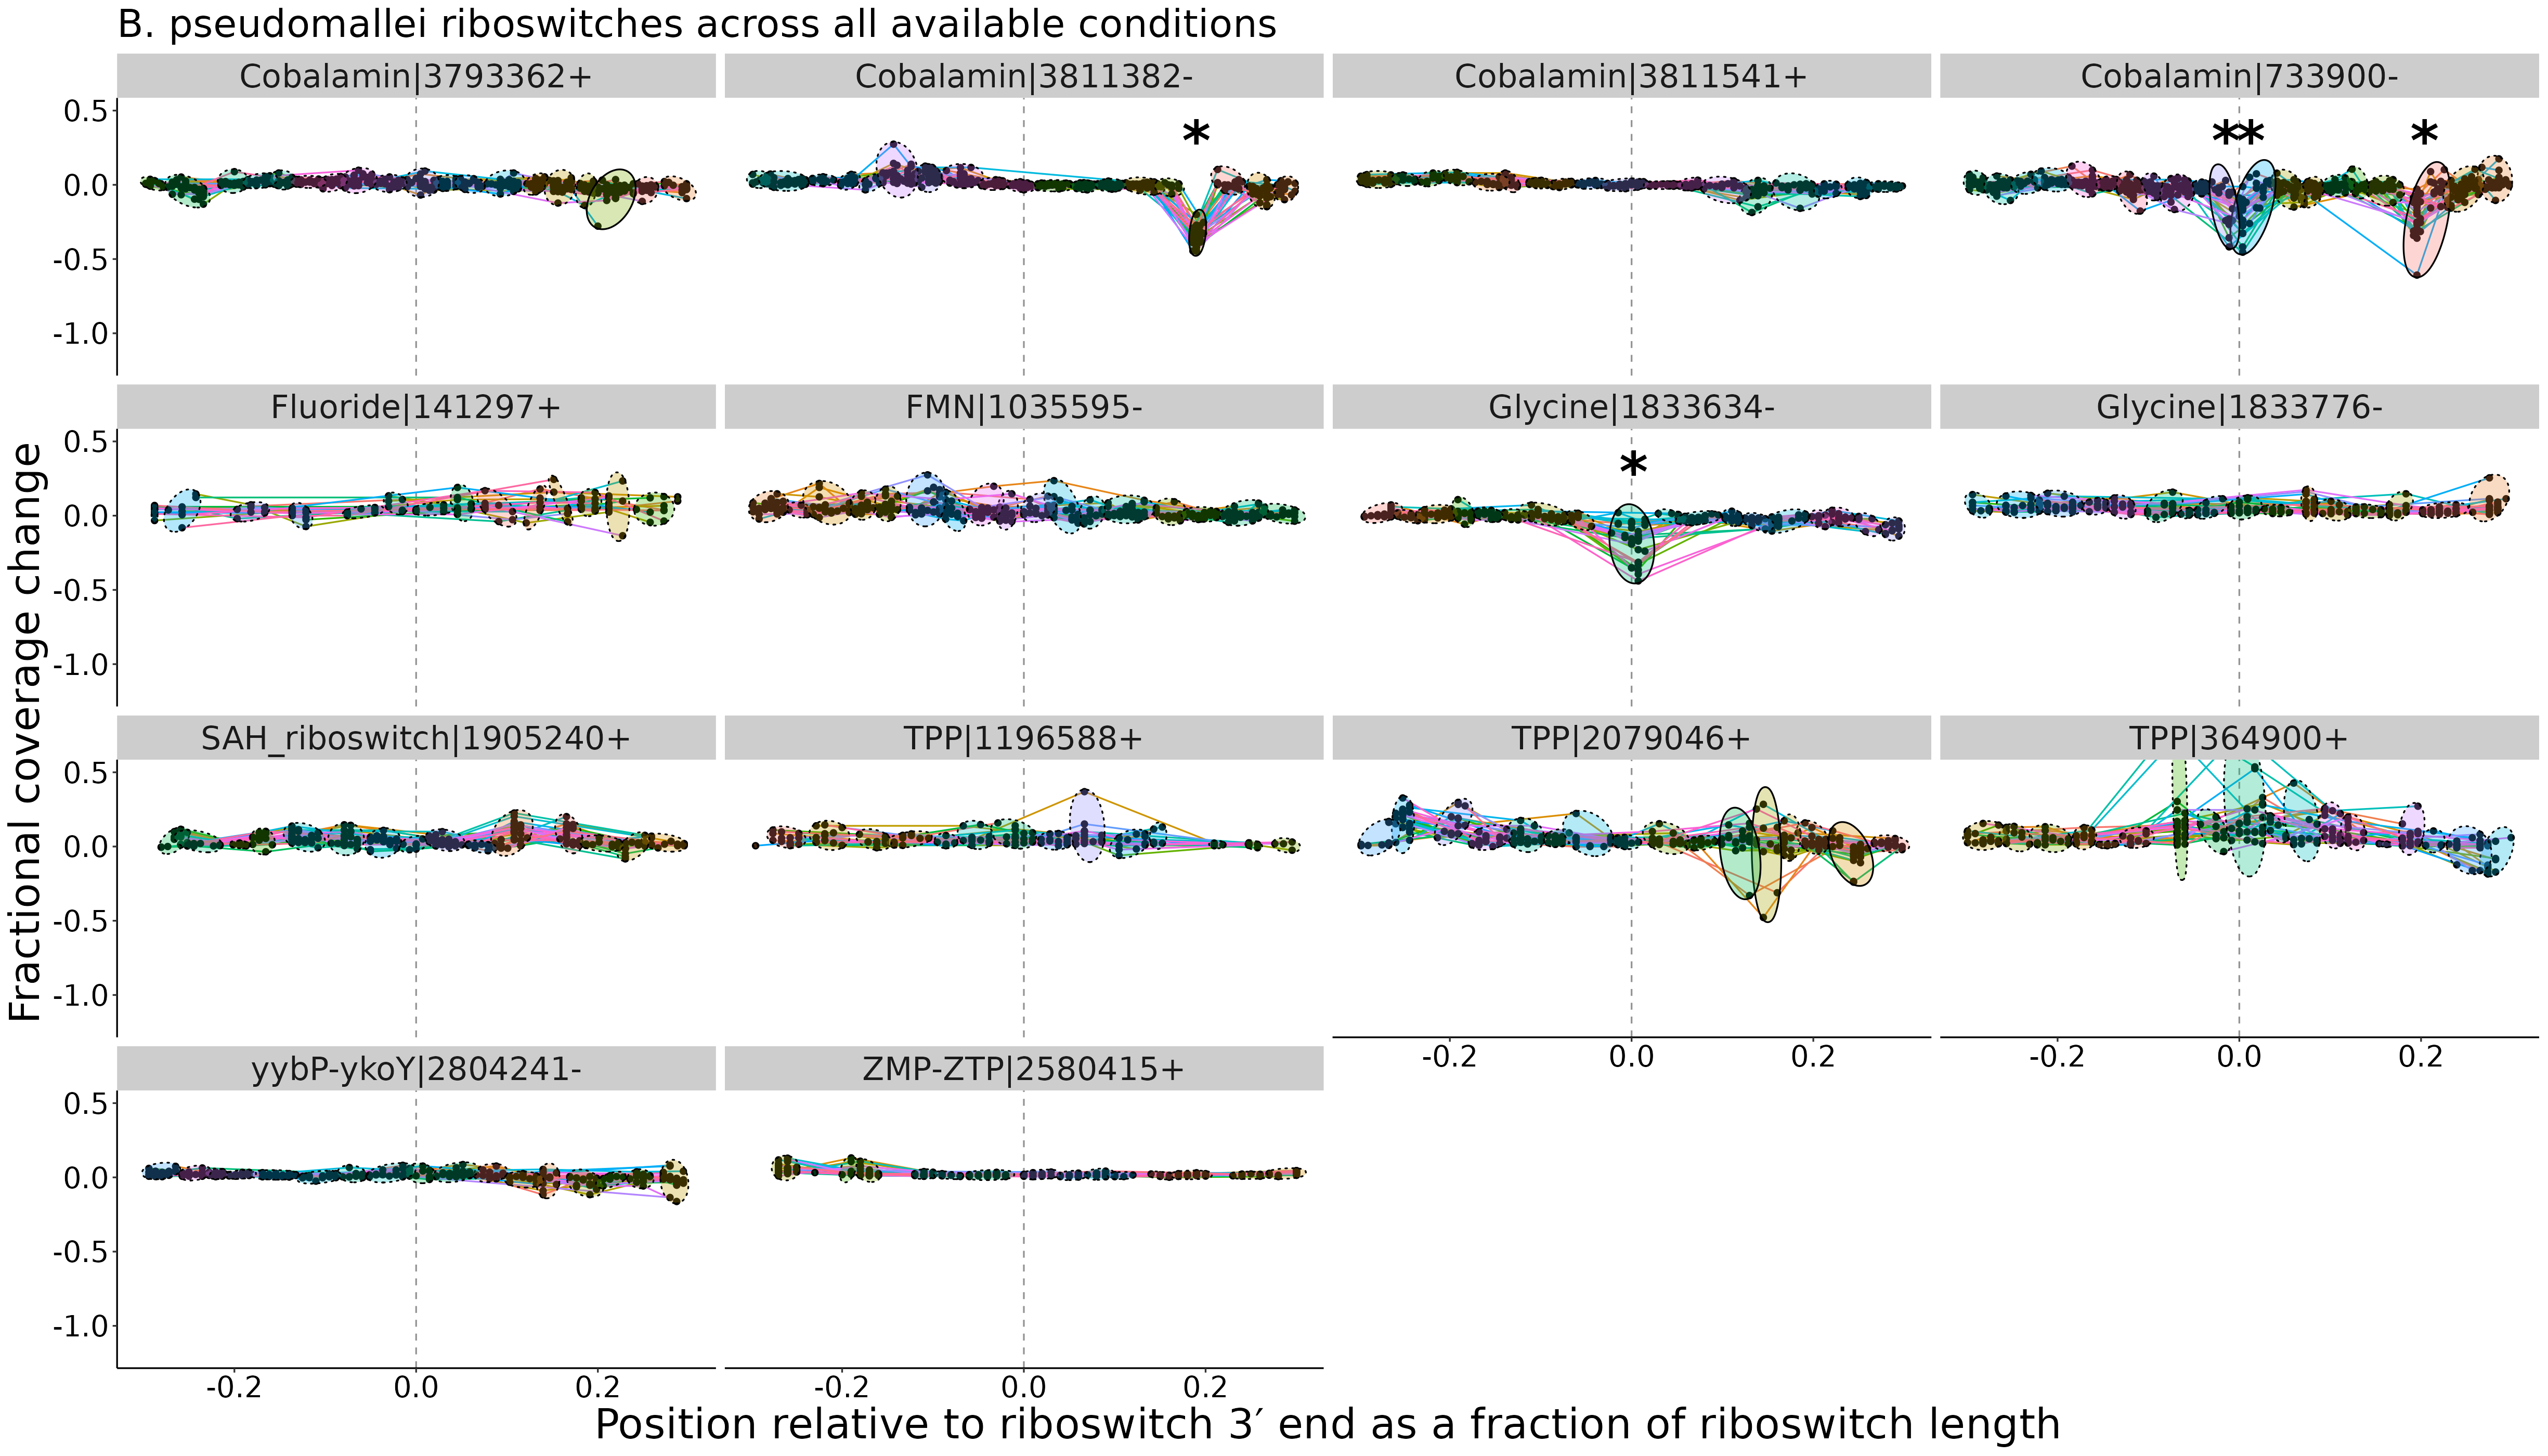 B. pseudomallei riboswitches across all available conditions
Cobalamin|3793362+
Cobalamin|3811382-
Cobalamin|3811541+
Cobalamin|733900-
0.5
0.0
-0.5
-1.0
*
**
*
Fluoride|141297+
FMN|1035595-
Glycine|1833634-
Glycine|1833776-
0.5
0.0
-0.5
-1.0
*
Fractional coverage change
SAH_riboswitch|1905240+
TPP|1196588+
TPP|2079046+
TPP|364900+
0.5
0.0
-0.5
-1.0
-0.2 0.0 0.2
-0.2 0.0 0.2
yybP-ykoY|2804241-
ZMP-ZTP|2580415+
0.5
0.0
-0.5
-1.0
-0.2 0.0 0.2
-0.2 0.0 0.2
Position relative to riboswitch 3′ end as a fraction of riboswitch length